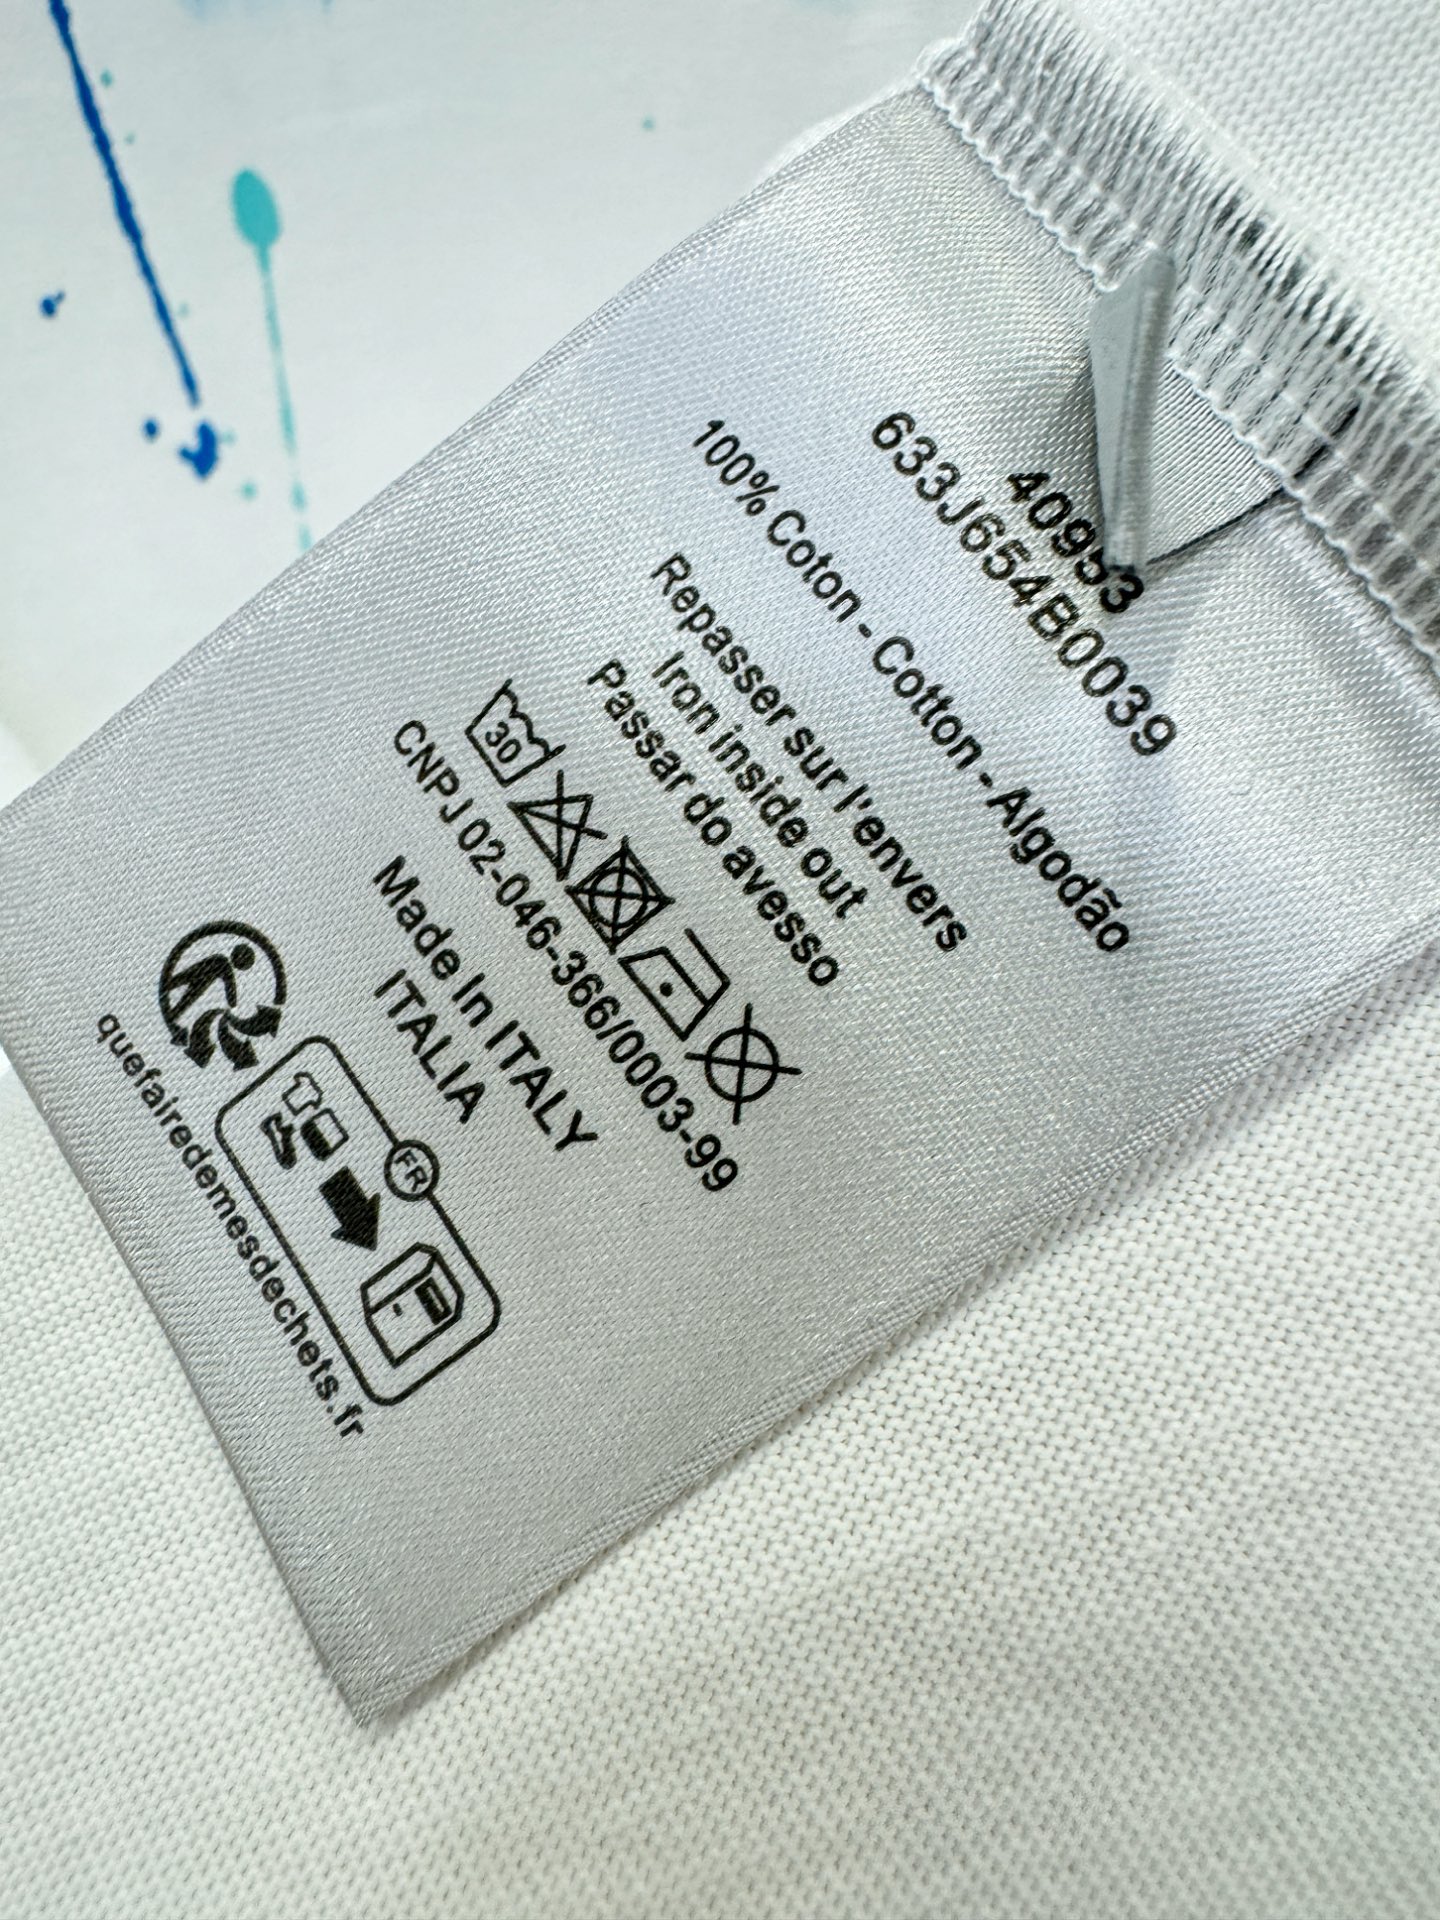 40953
633J654B0039
100% Coton - Cotton - Algodão
Repasser sur l'envers
Iron inside out
Passar do avesso
30
CNPJ 02-046-366/0003-99
Made In ITALY
ITALIA
FR
quefairedemesdechets.fr